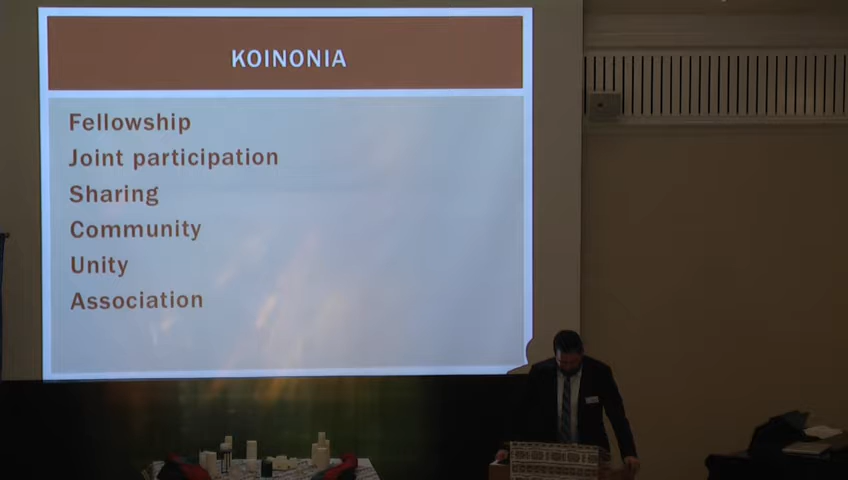 KOINONIA
Fellowship
Joint participation
Sharing
Community
Unity
Association